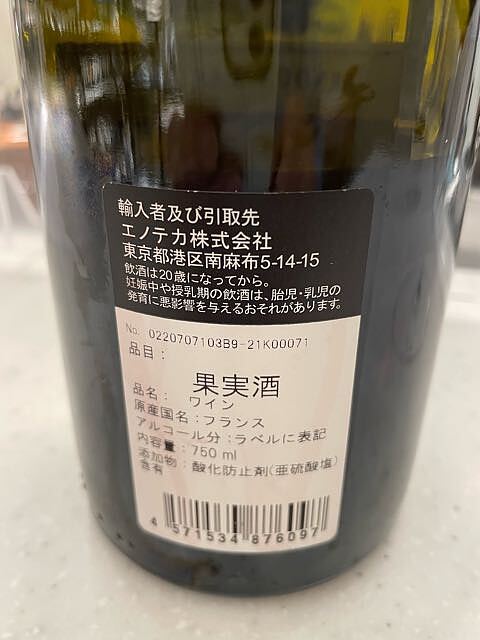 輸入者及び引取先
エノテカ株式会社
東京都港区南麻布5-14-15
飲酒は20歳になってから。
妊娠中や授乳期の飲酒は、胎児・乳児の
発育に悪影響を与えるおそれがあります。
No. 0220707103B9-21K00071
品目：
果実酒
品名： ワイン
原産国名：フランス
アルコール分：ラベルに表記
内容量：750 ml
添加物：酸化防止剤(亜硫酸塩)
含有
4 571534 876097